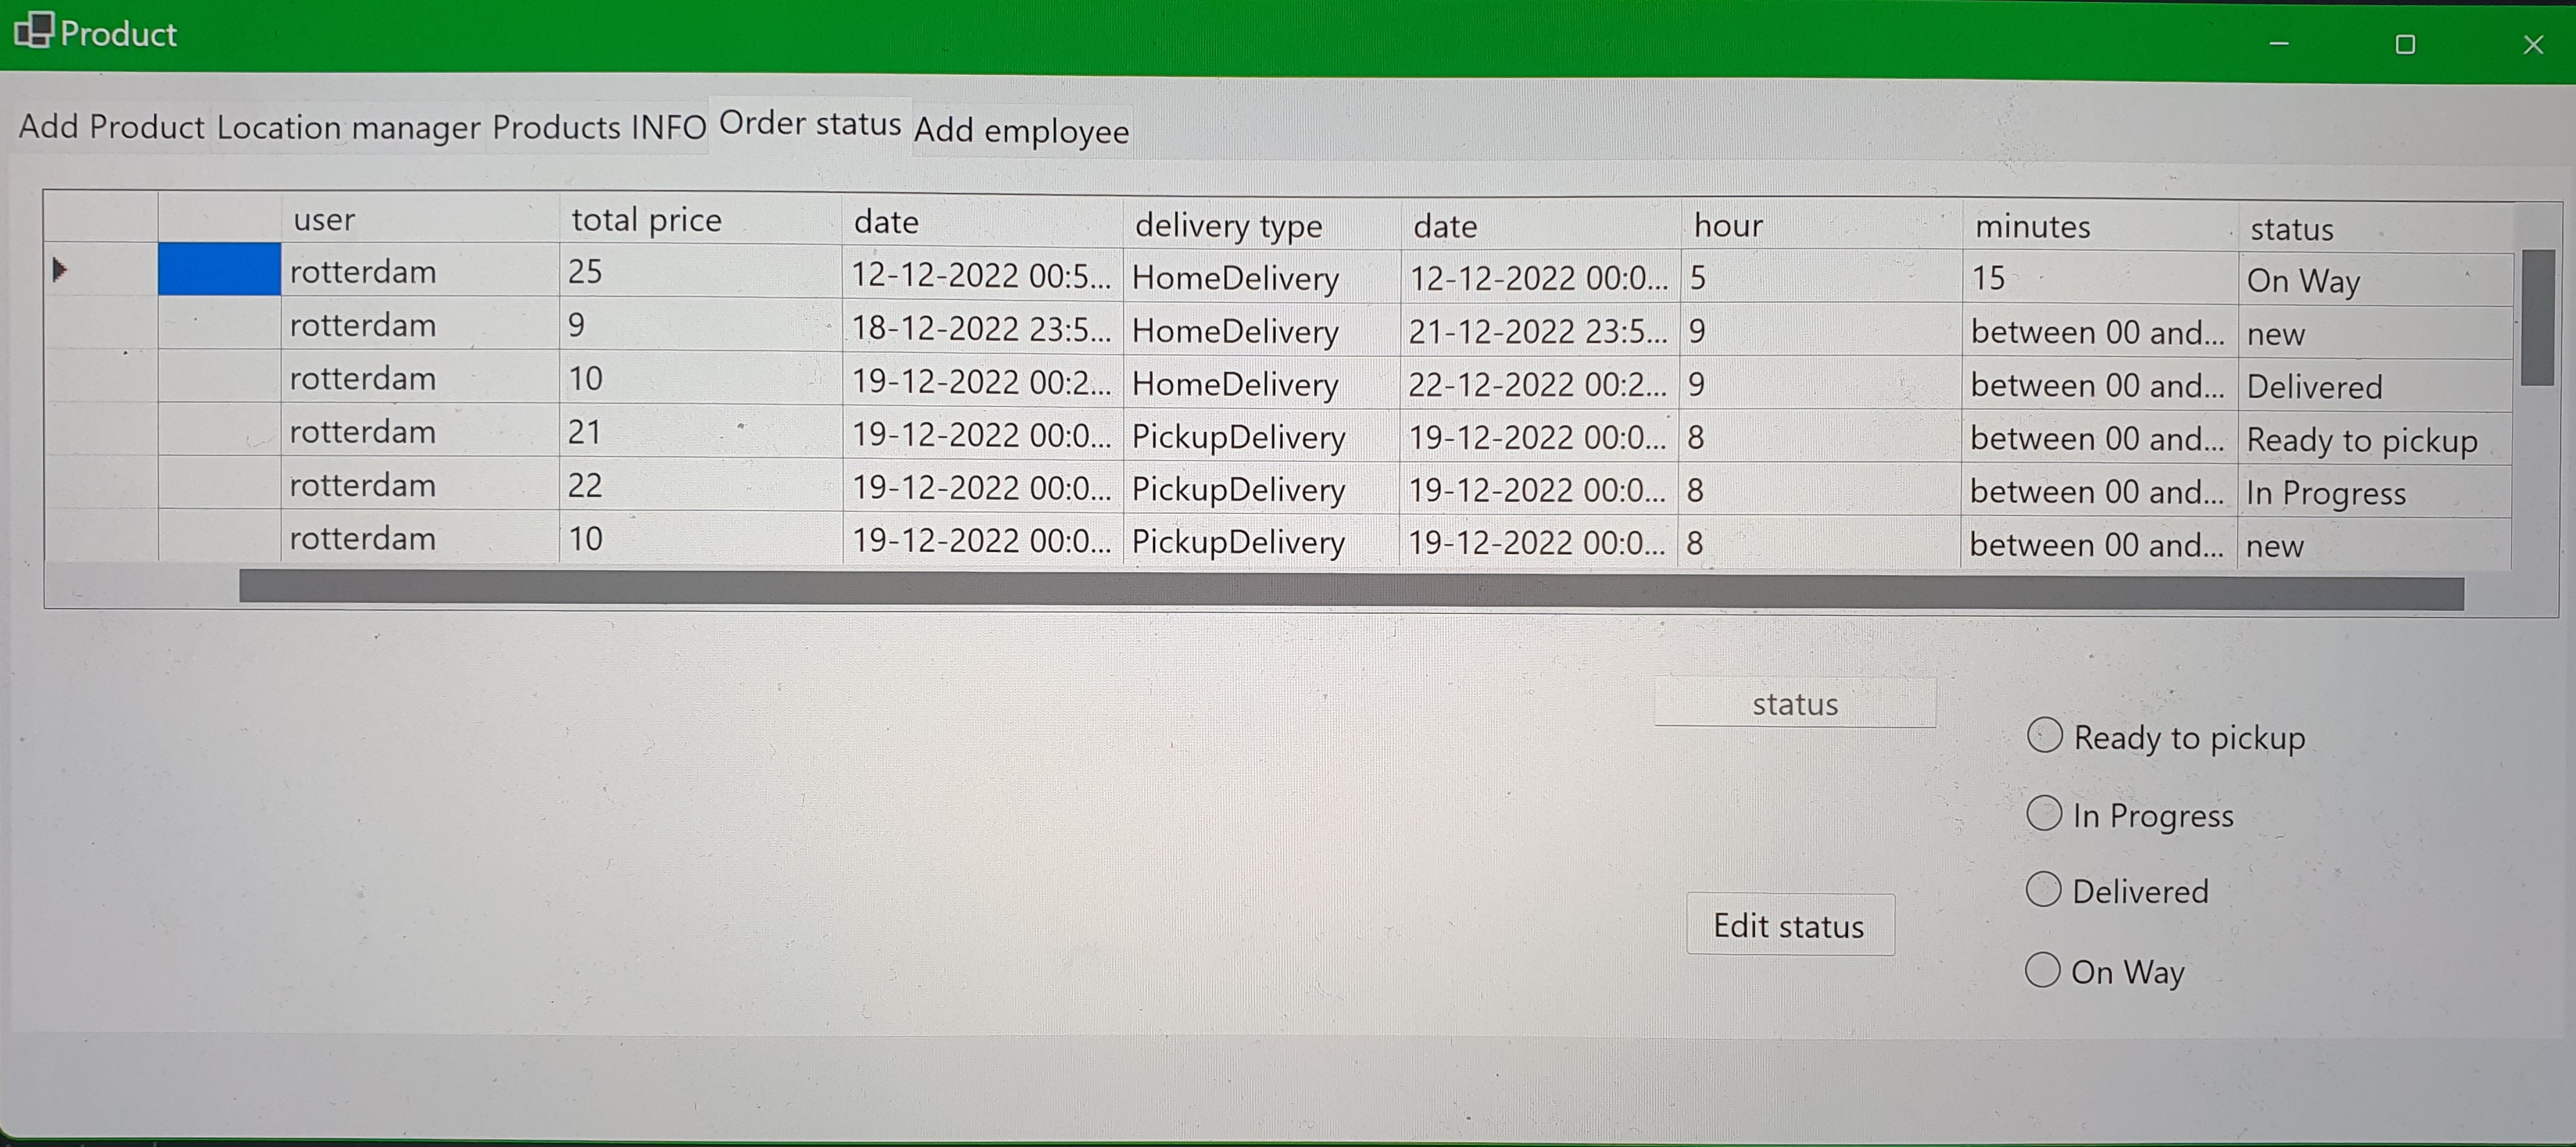 Product
Add Product Location manager Products INFO Order status Add employee
user total price date delivery type date hour minutes status
rotterdam 25 12-12-2022 00:5... HomeDelivery 12-12-2022 00:0... 5 15 On Way
rotterdam 9 18-12-2022 23:5... HomeDelivery 21-12-2022 23:5... 9 between 00 and... new
rotterdam 10 19-12-2022 00:2... HomeDelivery 22-12-2022 00:2... 9 between 00 and... Delivered
rotterdam 21 19-12-2022 00:0... PickupDelivery 19-12-2022 00:0... 8 between 00 and... Ready to pickup
rotterdam 22 19-12-2022 00:0... PickupDelivery 19-12-2022 00:0... 8 between 00 and... In Progress
rotterdam 10 19-12-2022 00:0... PickupDelivery 19-12-2022 00:0... 8 between 00 and... new
status
Ready to pickup
In Progress
Delivered
Edit status
On Way